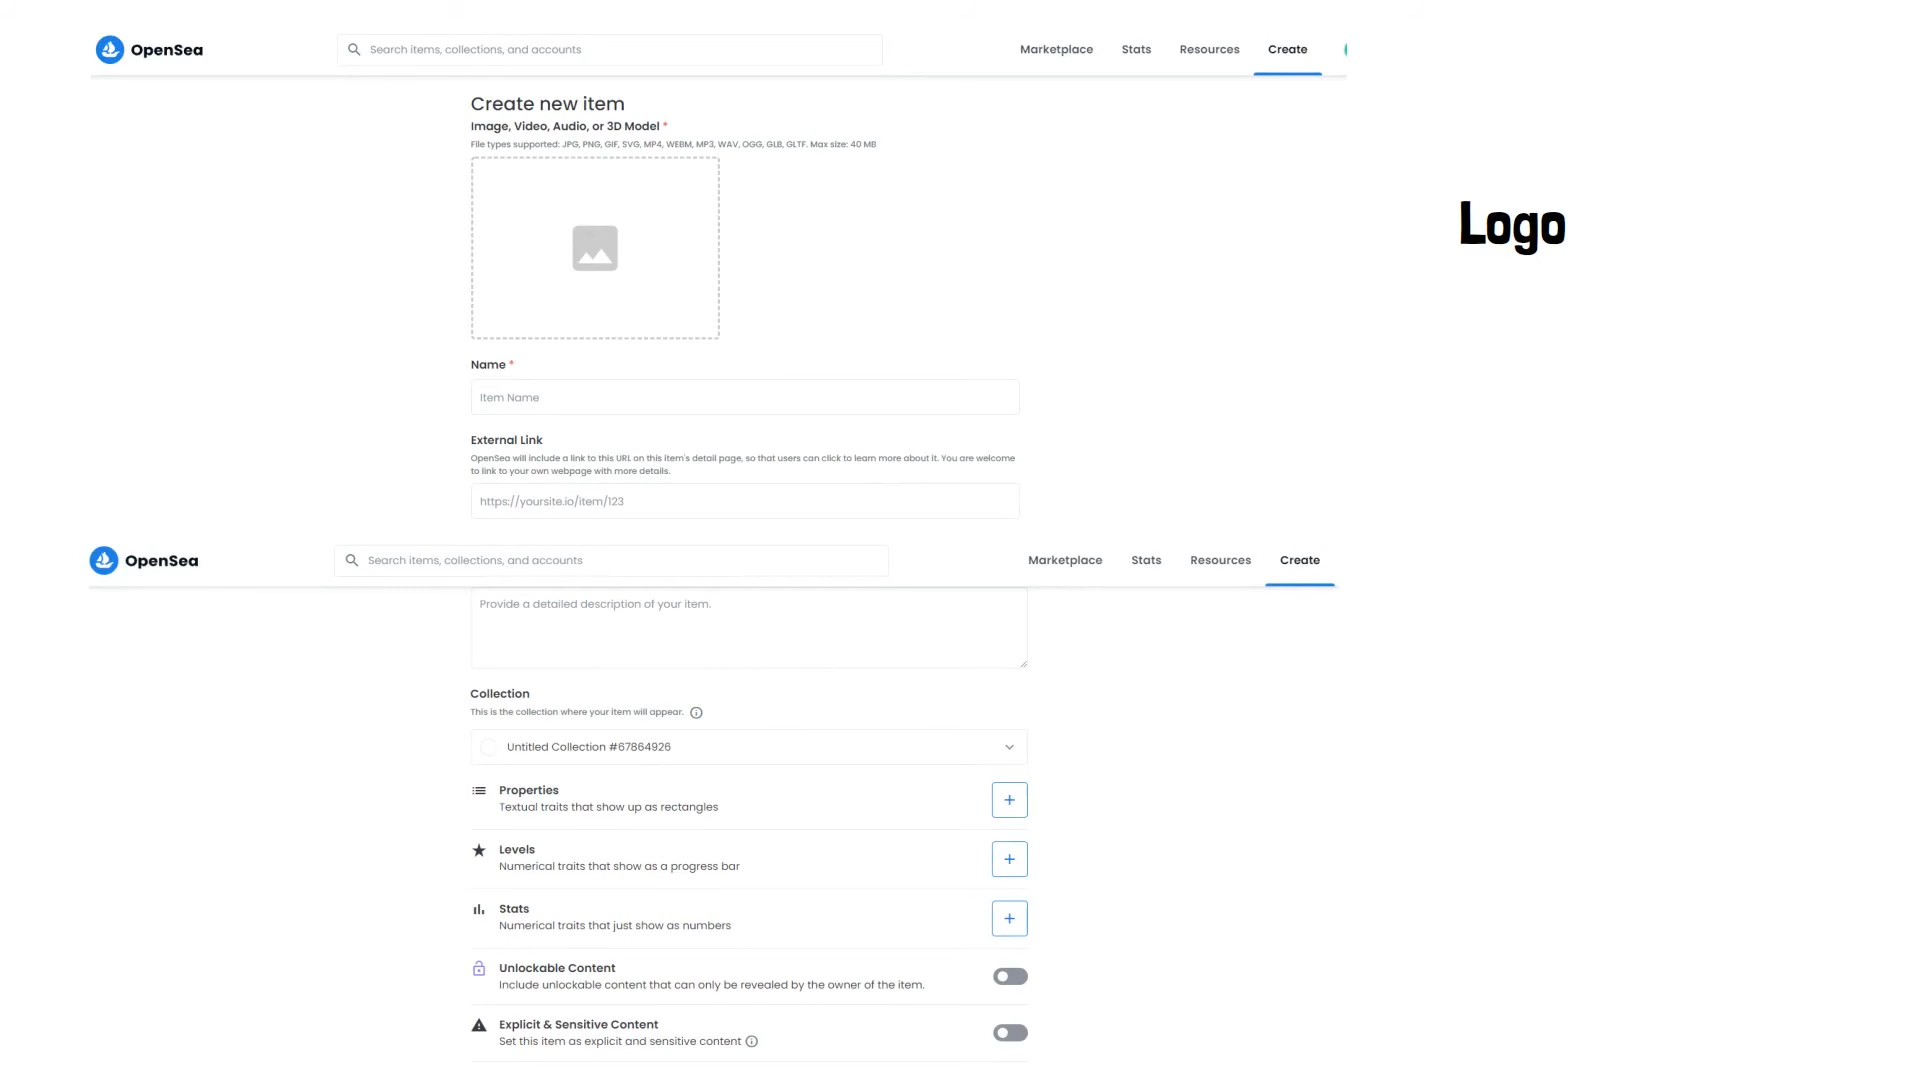 OpenSea
Search items, collections, and accounts
Marketplace
Stats
Resources
Create
Create new item
Image, Video, Audio, or 3D Model *
File types supported: JPG, PNG, GIF, SVG, MP4, WEBM, MP3, WAV, OGG, GLB, GLTF. Max size: 40 MB
Logo
Name *
Item Name
External Link
OpenSea will include a link to this URL on this item's detail page, so that users can click to learn more about it. You are welcome
to link to your own webpage with more details.
https://yoursite.io/item/123
OpenSea
Search items, collections, and accounts
Marketplace
Stats
Resources
Create
Provide a detailed description of your item.
Collection
This is the collection where your item will appear.
Untitled Collection #67864926
Properties
Textual traits that show up as rectangles
Levels
Numerical traits that show as a progress bar
Stats
Numerical traits that just show as numbers
Unlockable Content
Include unlockable content that can only be revealed by the owner of the item.
Explicit & Sensitive Content
Set this item as explicit and sensitive content